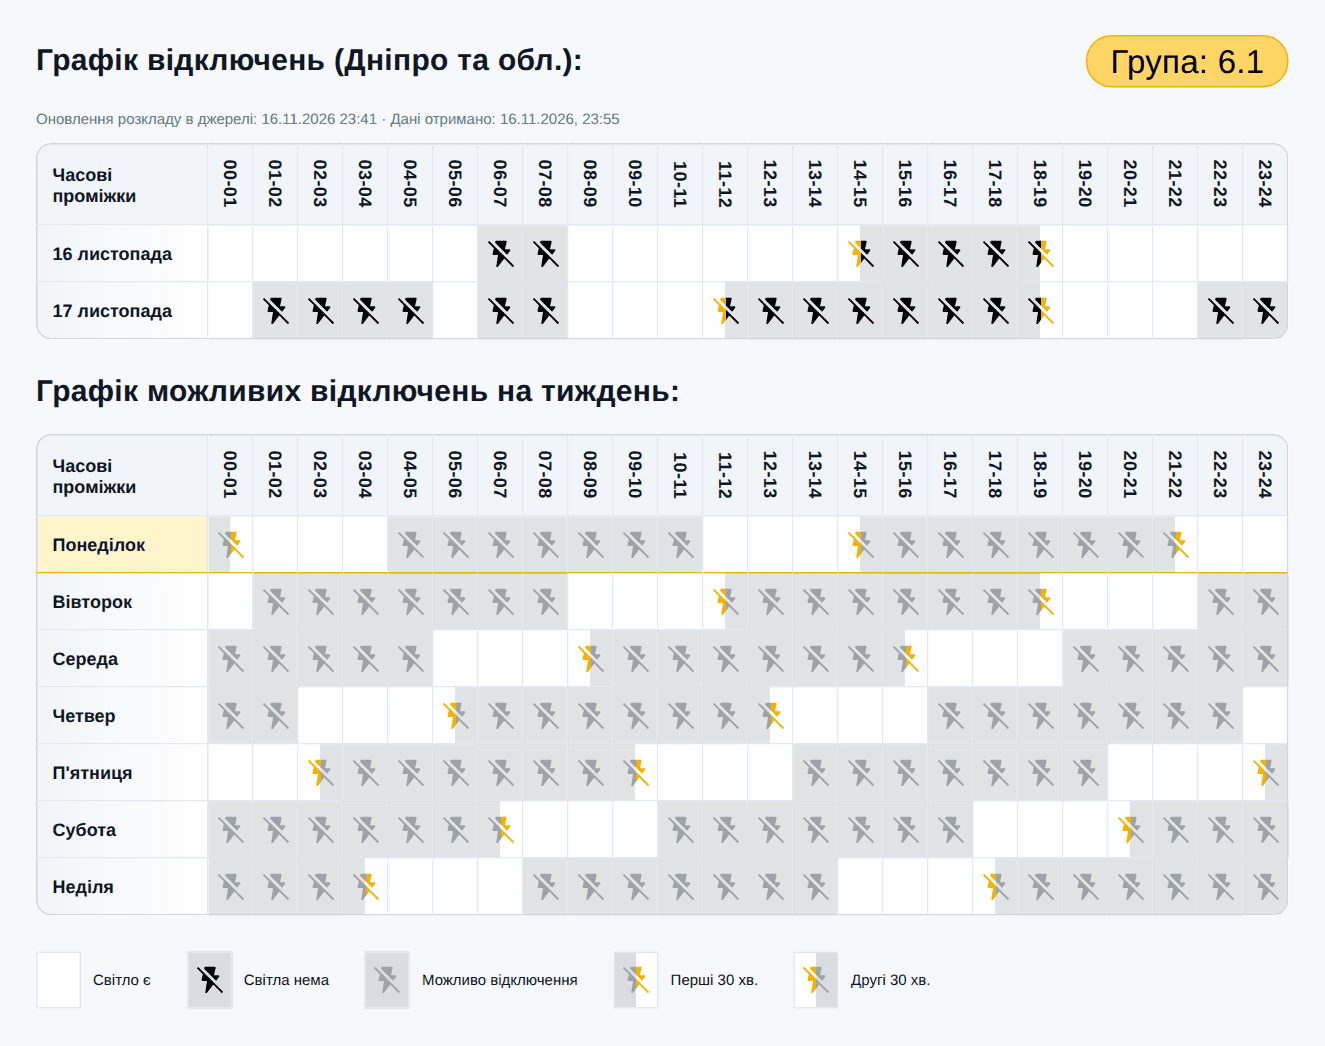 Графік відключень (Дніпро та обл.):
Група: 6.1
Оновлення розкладу в джерелі: 16.11.2026 23:41 · Дані отримано: 16.11.2026, 23:55
Часові проміжки 00-01 01-02 02-03 03-04 04-05 05-06 06-07 07-08 08-09 09-10 10-11 11-12 12-13 13-14 14-15 15-16 16-17 17-18 18-19 19-20 20-21 21-22 22-23 23-24
16 листопада
17 листопада
Графік можливих відключень на тиждень:
Часові проміжки 00-01 01-02 02-03 03-04 04-05 05-06 06-07 07-08 08-09 09-10 10-11 11-12 12-13 13-14 14-15 15-16 16-17 17-18 18-19 19-20 20-21 21-22 22-23 23-24
Понеділок
Вівторок
Середа
Четвер
П'ятниця
Субота
Неділя
Світло є Світла нема Можливо відключення Перші 30 хв. Другі 30 хв.